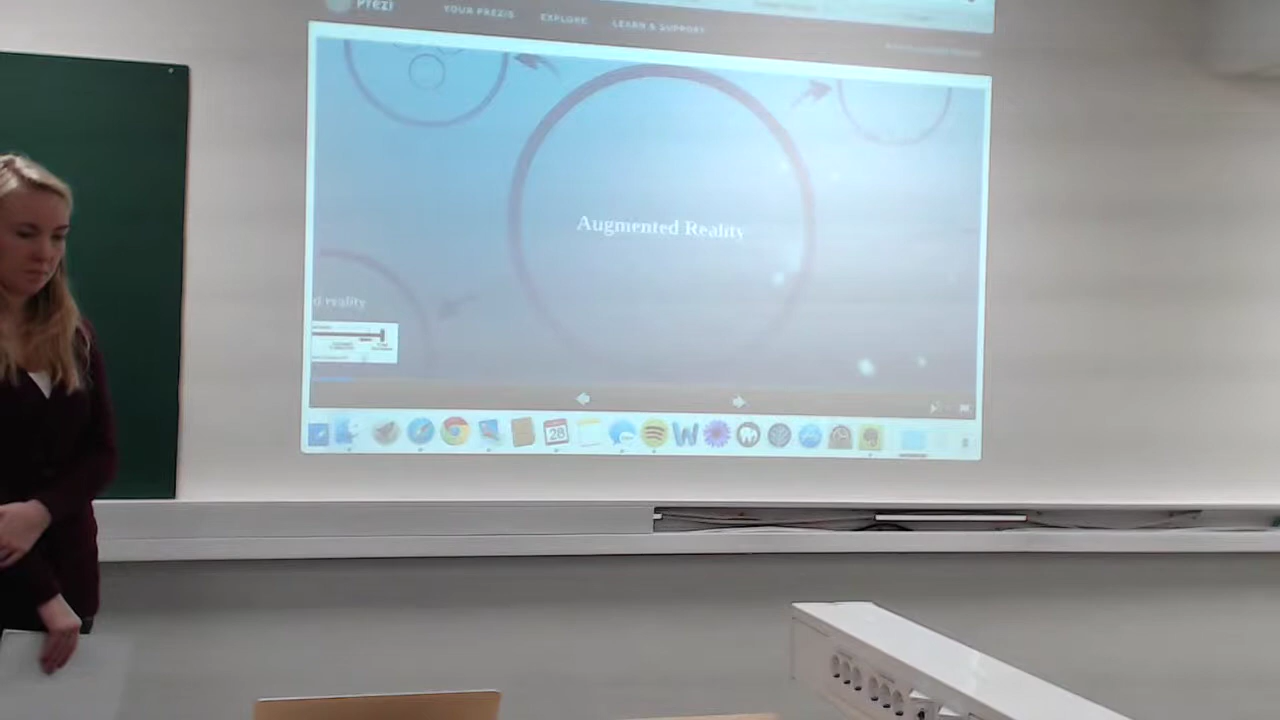 Prezi
YOUR PREZIS EXPLORE LEARN & SUPPORT
Augmented Reality
d reality
28